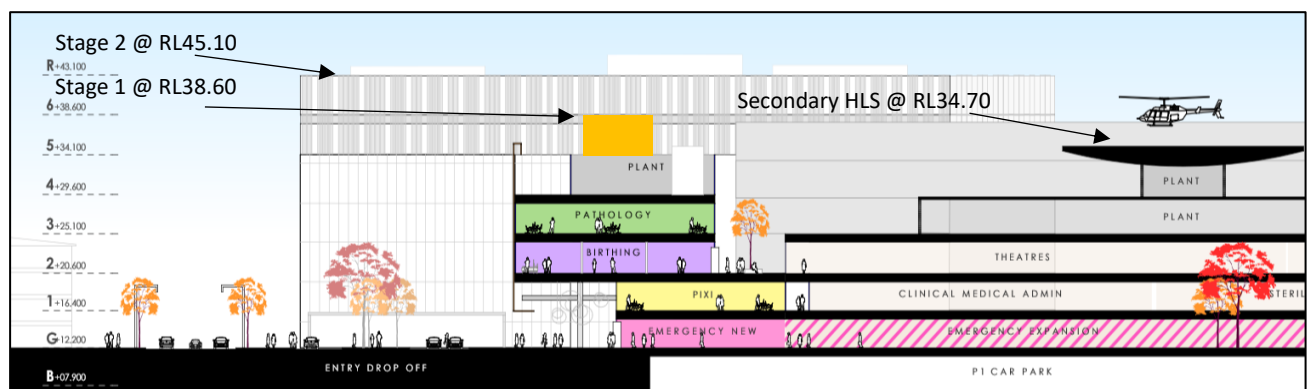 Stage 2 @ RL45.10
R +43.100
Stage 1 @ RL38.60
6 +38.600
Secondary HLS @ RL34.70
5 +34.100
PLANT
PLANT
4 +29.600
PATHOLOGY
PLANT
3 +25.100
BIRTHING
THEATRES
2 +20.600
PIXI
CLINICAL MEDICAL ADMIN
STERIL
1 +16.400
EMERGENCY NEW
EMERGENCY EXPANSION
G 12,200
ENTRY DROP OFF
P1 CAR PARK
B +07.900